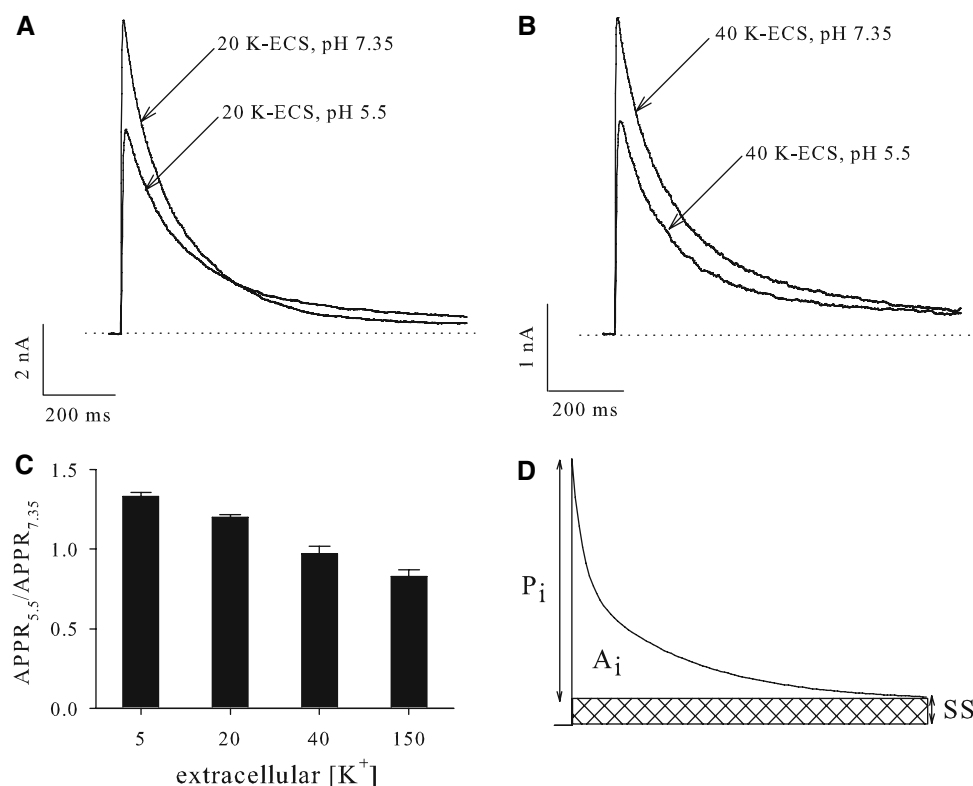 A
20 K-ECS, pH 7.35
20 K-ECS, pH 5.5
2 nA
200 ms
B
40 K-ECS, pH 7.35
40 K-ECS, pH 5.5
1 nA
200 ms
C
APPR5.5/APPR7.35
1.5
1.0
0.5
0.0
5 20 40 150
extracellular [K+]
D
Pi
Ai
SS